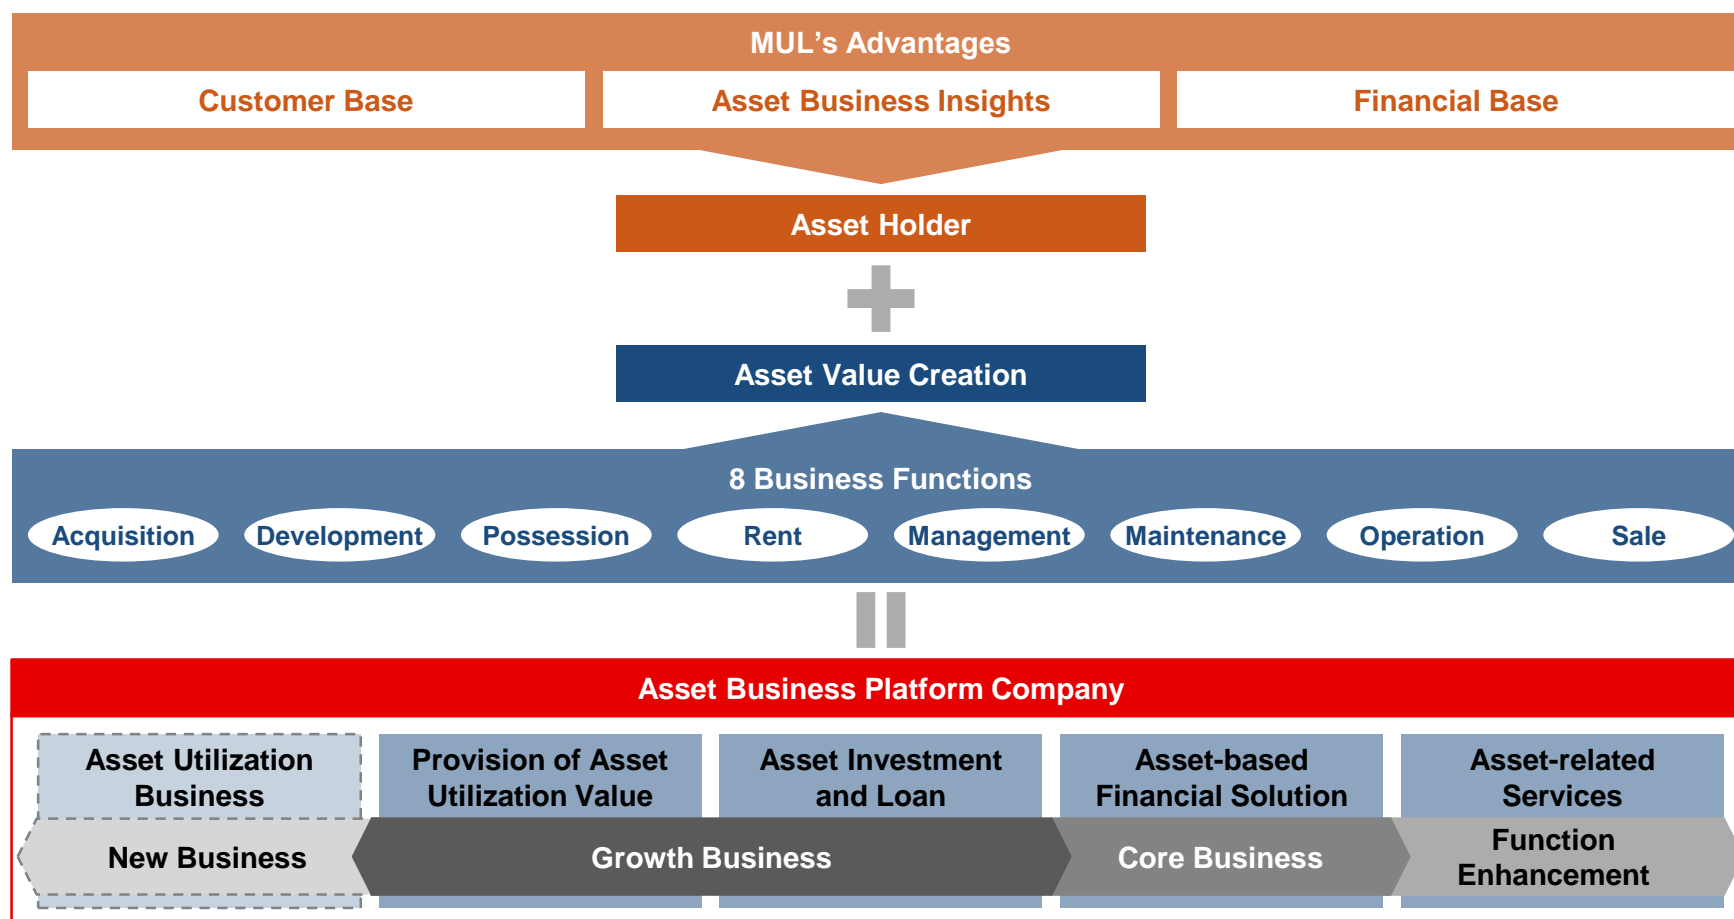 MUL’s Advantages
Customer Base
Asset Business Insights
Financial Base
Asset Holder
Asset Value Creation
8 Business Functions
Acquisition
Development
Possession
Rent
Management
Maintenance
Operation
Sale
Asset Business Platform Company
Asset Utilization
Business
Provision of Asset
Utilization Value
Asset Investment
and Loan
Asset-based
Financial Solution
Asset-related
Services
New Business
Growth Business
Core Business
Function
Enhancement